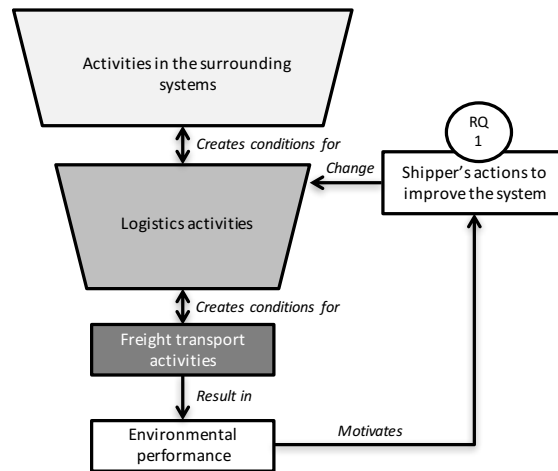 Activities in the surrounding
systems
Creates conditions for
RQ
1
Shipper's actions to
improve the system
Change
Logistics activities
Creates conditions for
Freight transport
activities
Result in
Environmental
performance
Motivates